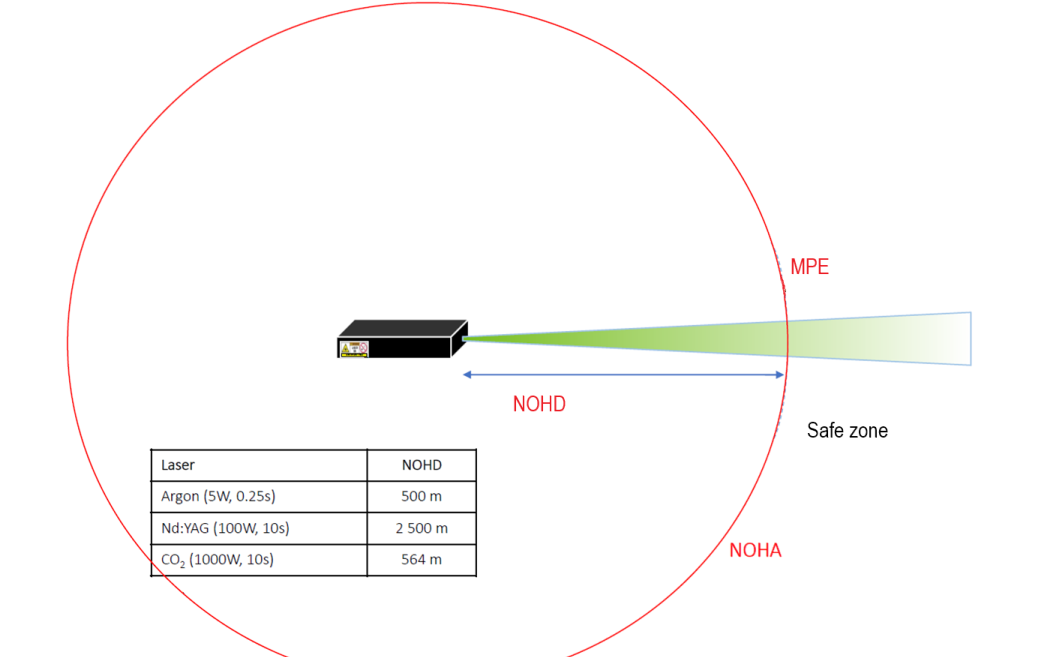 MPE
NOHD
Safe zone
Laser NOHD
Argon (5W, 0.25s) 500 m
Nd:YAG (100W, 10s) 2 500 m
CO₂ (1000W, 10s) 564 m
NOHA